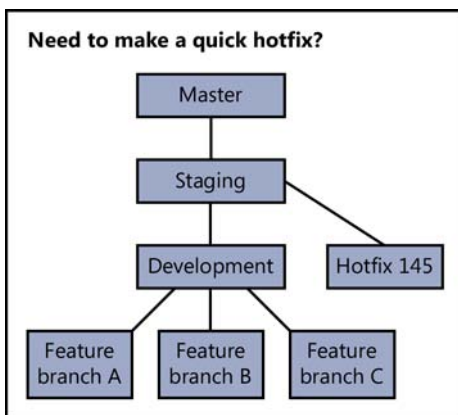 Need to make a quick hotfix?
Master
Staging
Development
Hotfix 145
Feature
branch A
Feature
branch B
Feature
branch C